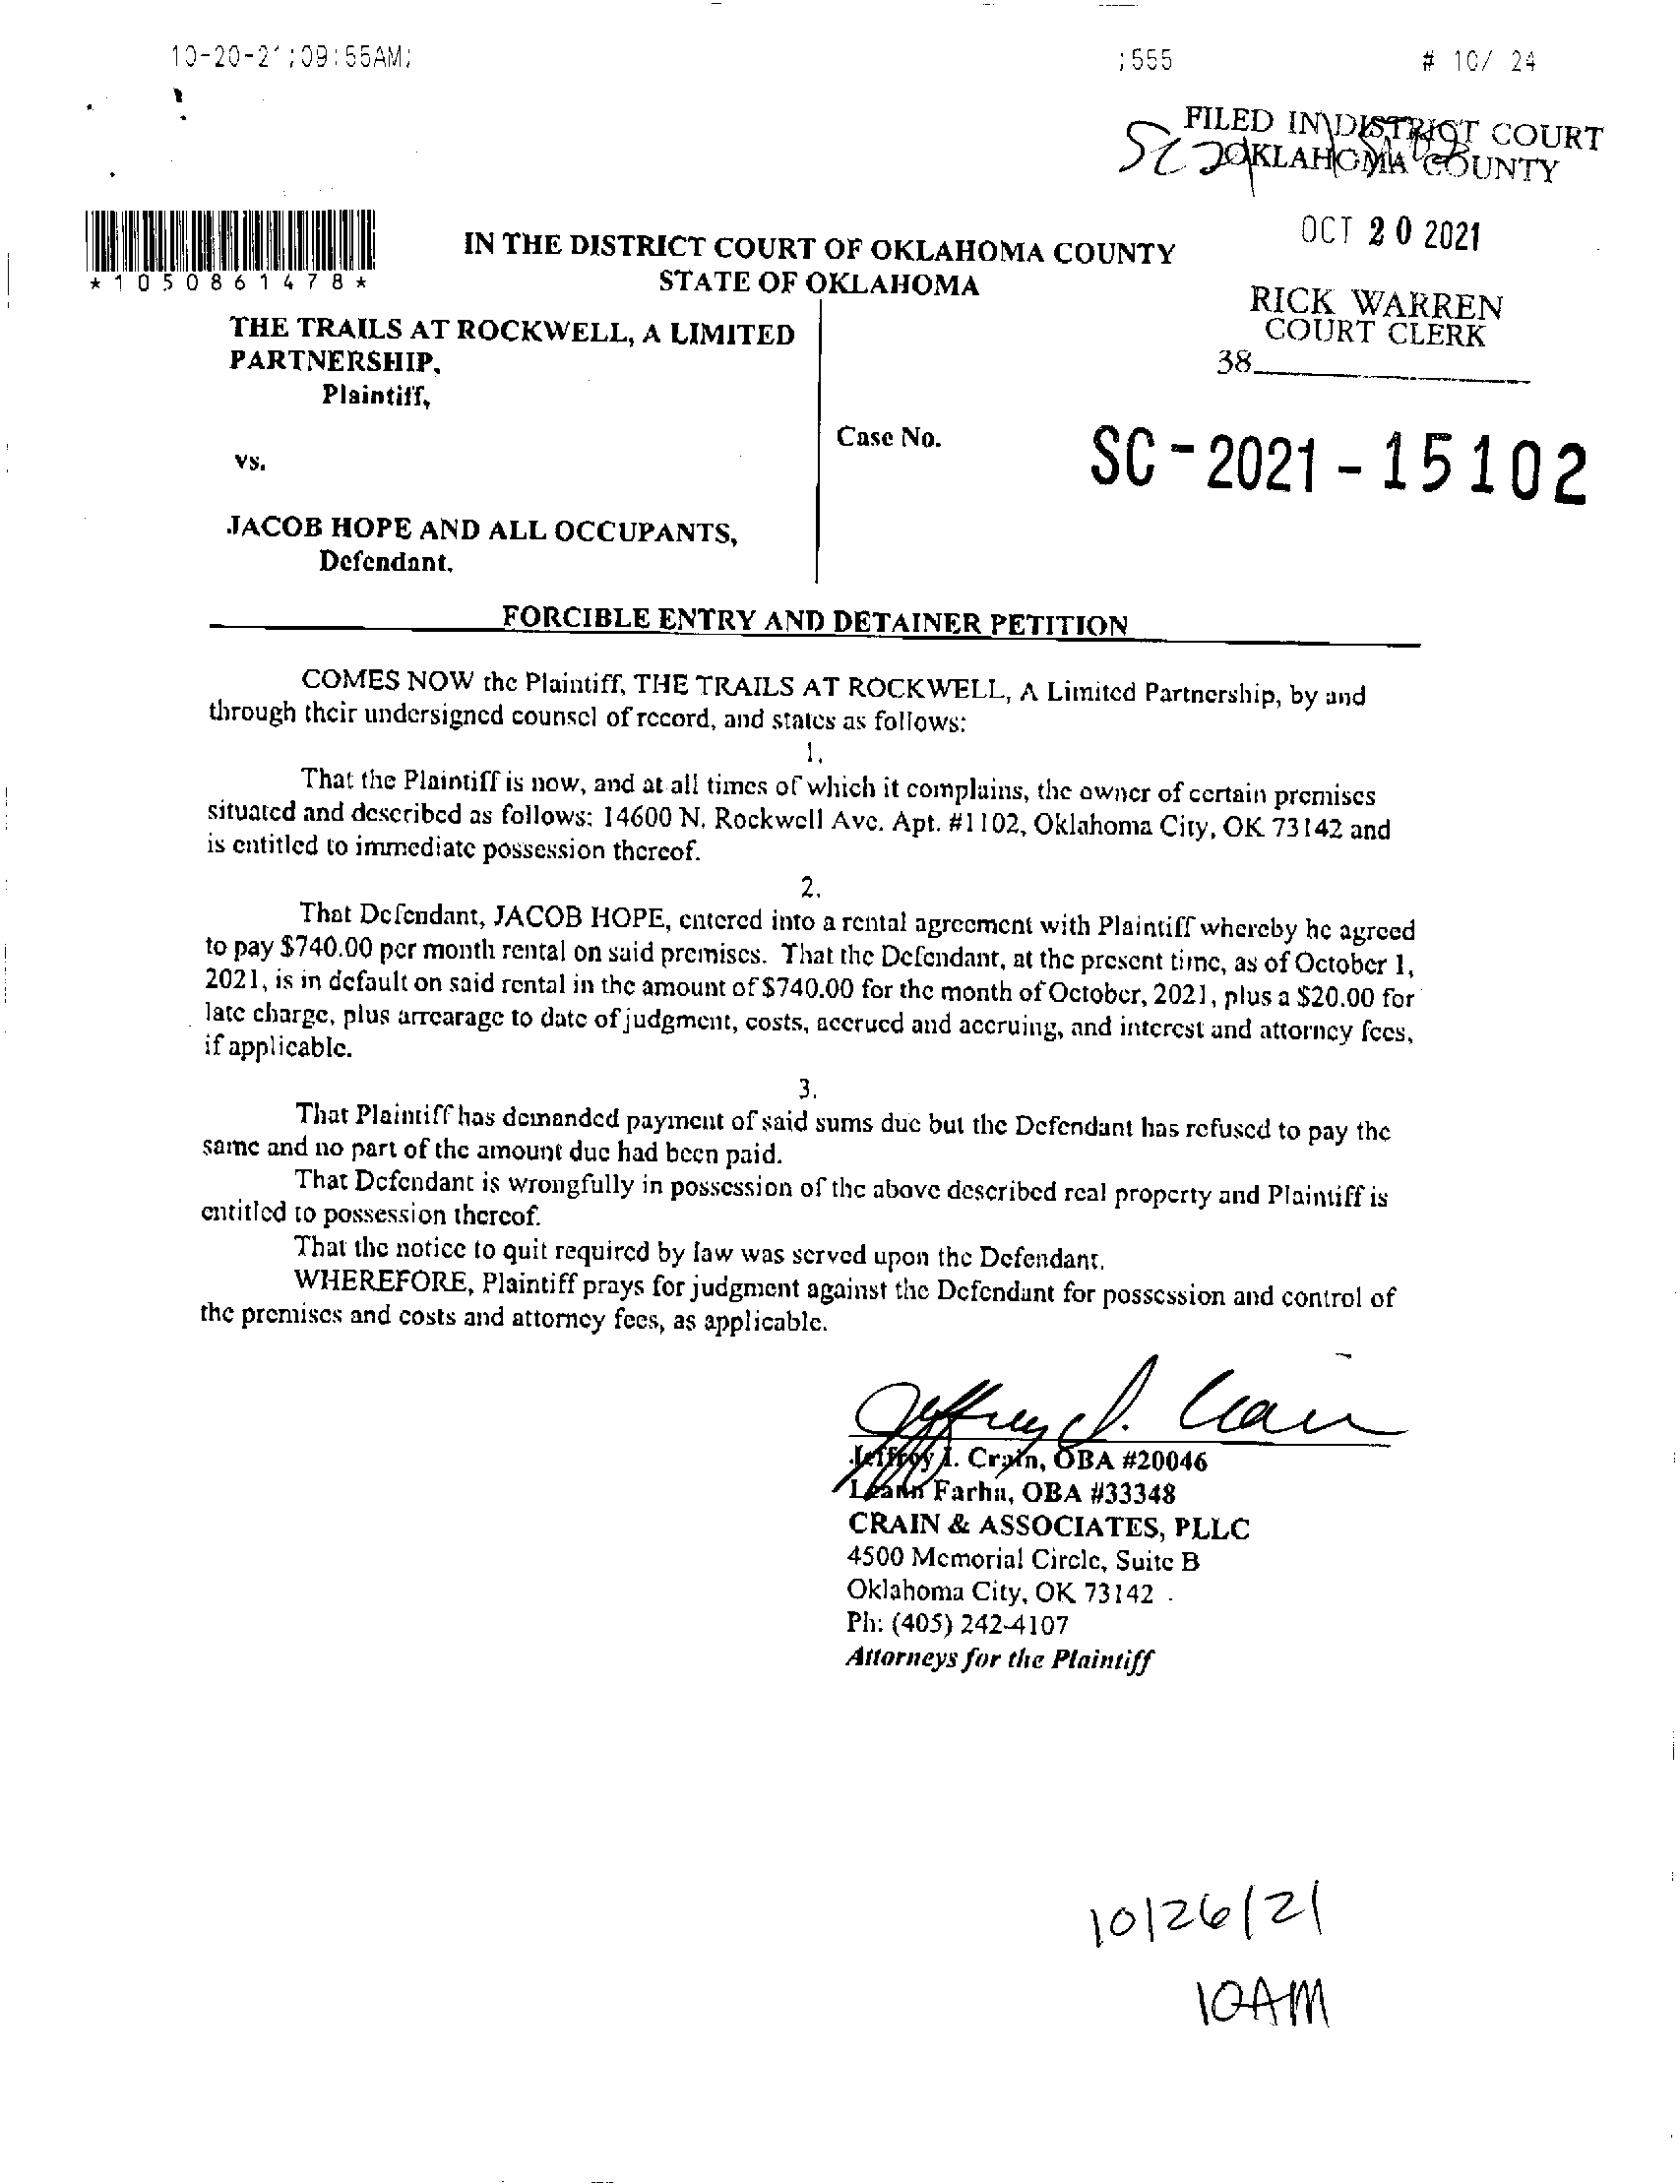 10-20-21;09:55AM;
;555
# 10/ 24
FILED IN DISTRICT COURT
OKLAHOMA COUNTY
OCT 20 2021
RICK WARREN
COURT CLERK
38
*1050861478*
IN THE DISTRICT COURT OF OKLAHOMA COUNTY
STATE OF OKLAHOMA
THE TRAILS AT ROCKWELL, A LIMITED
PARTNERSHIP,
Plaintiff,
vs.
Case No.
SC-2021-15102
JACOB HOPE AND ALL OCCUPANTS,
Defendant.
FORCIBLE ENTRY AND DETAINER PETITION
COMES NOW the Plaintiff, THE TRAILS AT ROCKWELL, A Limited Partnership, by and
through their undersigned counsel of record, and states as follows:
1.
That the Plaintiff is now, and at all times of which it complains, the owner of certain premises
situated and described as follows: 14600 N. Rockwell Ave. Apt. #1102, Oklahoma City, OK 73142 and
is entitled to immediate possession thereof.
2.
That Defendant, JACOB HOPE, entered into a rental agreement with Plaintiff whereby he agreed
to pay $740.00 per month rental on said premises. That the Defendant, at the present time, as of October 1,
2021, is in default on said rental in the amount of $740.00 for the month of October, 2021, plus a $20.00 for
late charge, plus arrearage to date of judgment, costs, accrued and accruing, and interest and attorney fees,
if applicable.
3.
That Plaintiff has demanded payment of said sums due but the Defendant has refused to pay the
same and no part of the amount due had been paid.
That Defendant is wrongfully in possession of the above described real property and Plaintiff is
entitled to possession thereof.
That the notice to quit required by law was served upon the Defendant.
WHEREFORE, Plaintiff prays for judgment against the Defendant for possession and control of
the premises and costs and attorney fees, as applicable.
Jeffrey I. Crain
Jeffrey I. Crain, OBA #20046
Leann Farha, OBA #33348
CRAIN & ASSOCIATES, PLLC
4500 Memorial Circle, Suite B
Oklahoma City, OK 73142
Ph: (405) 242-4107
Attorneys for the Plaintiff
10/26/21
10AM